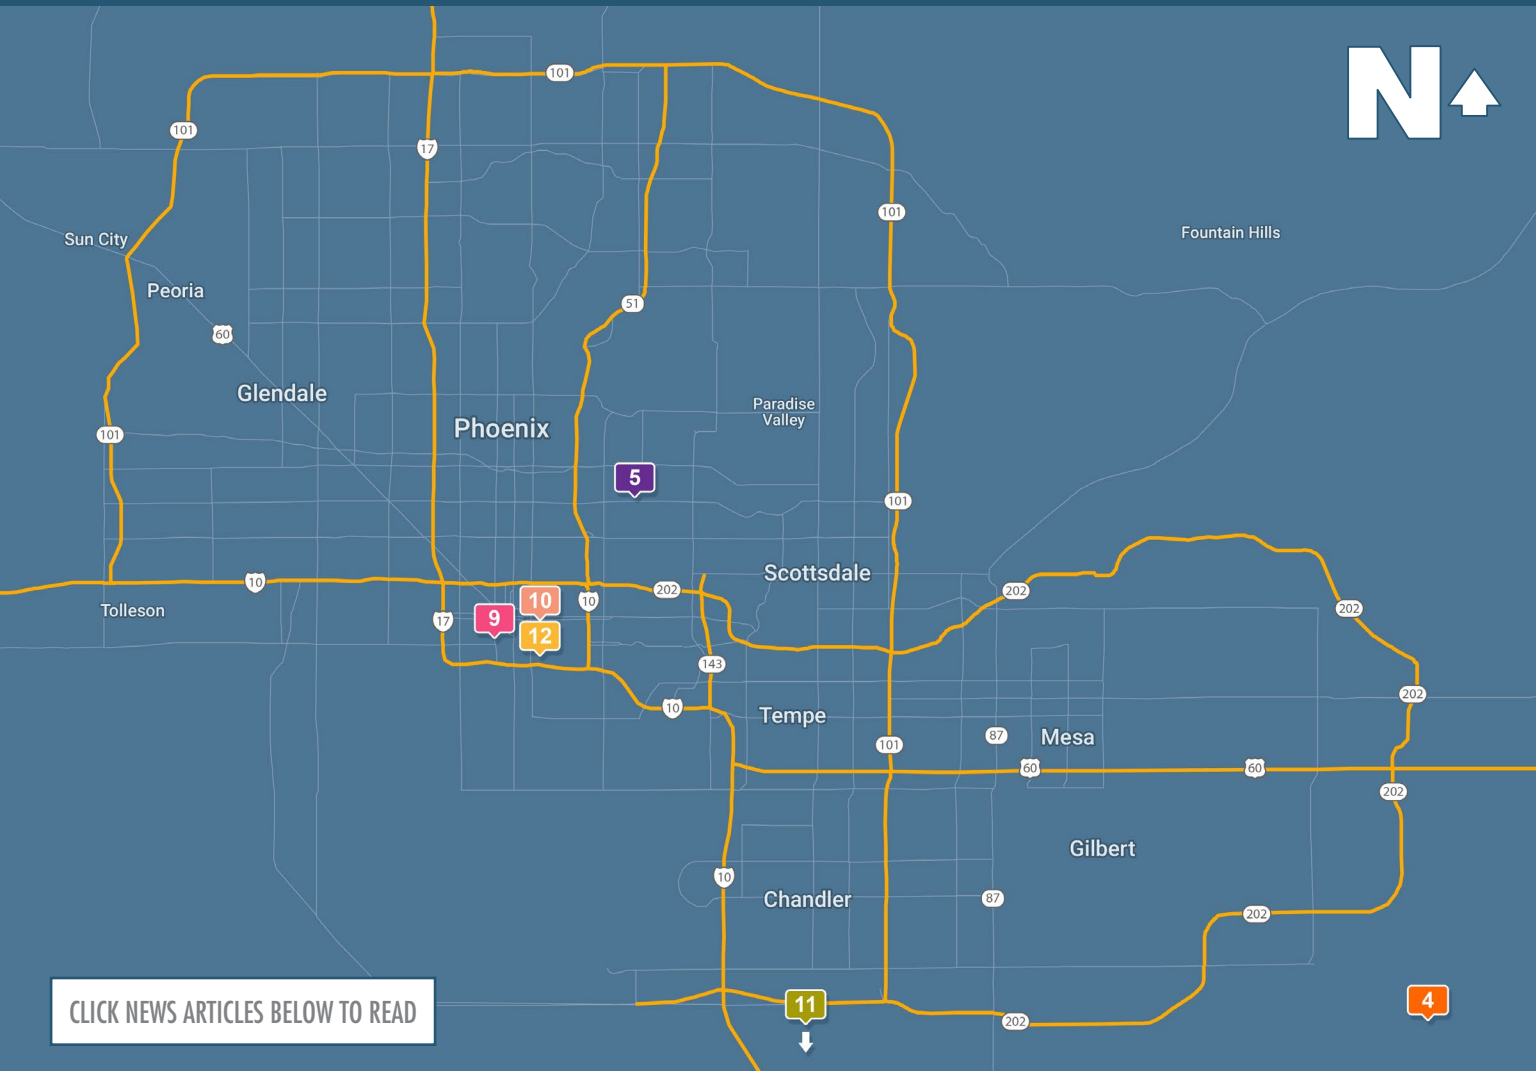 101
N
101
17
101
Fountain Hills
Sun City
Peoria
51
60
Glendale
Paradise
Valley
Phoenix
101
5
101
Scottsdale
10
202
202
10
10
202
Tolleson
9
17
12
143
202
10
Tempe
87
Mesa
101
60
60
202
Gilbert
10
Chandler
87
202
4
11
CLICK NEWS ARTICLES BELOW TO READ
202